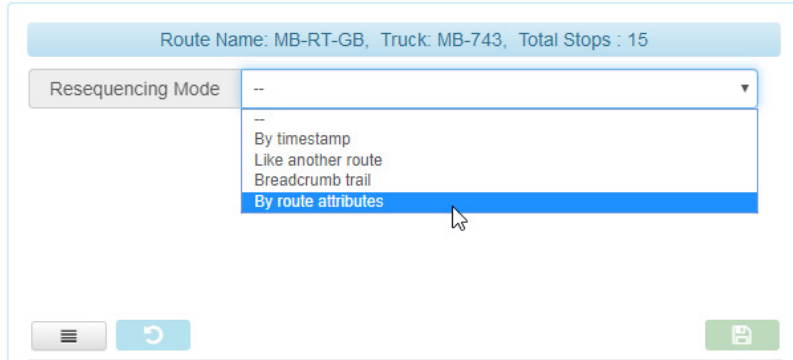 Route Name: MB-RT-GB, Truck: MB-743, Total Stops : 15
Resequencing Mode --
--
By timestamp
Like another route
Breadcrumb trail
By route attributes